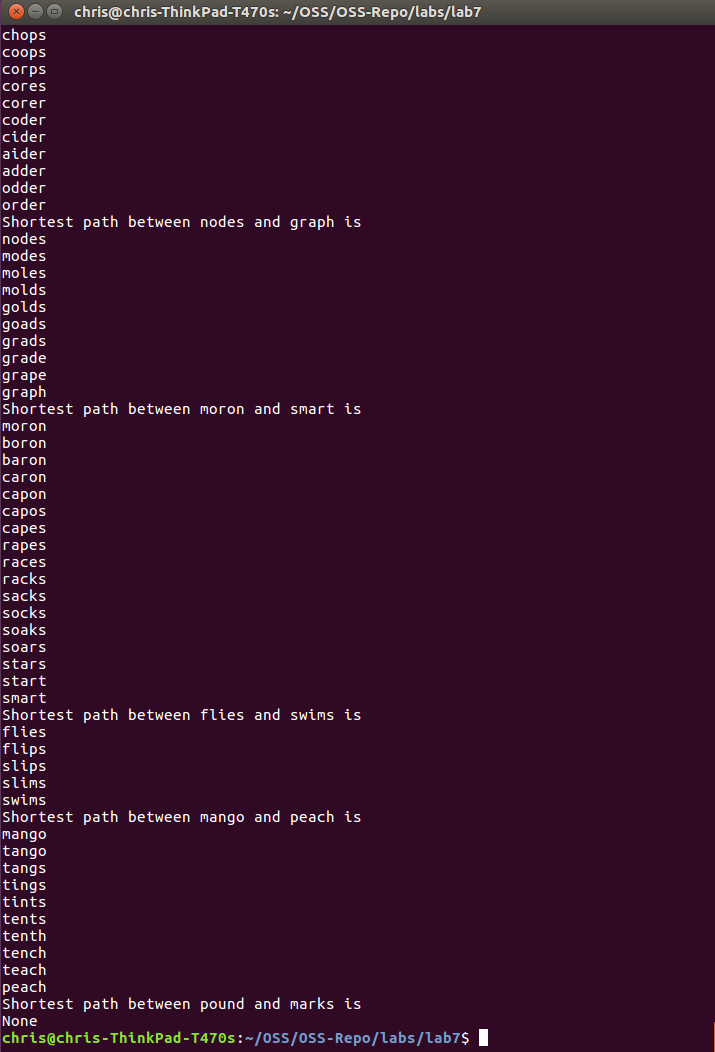 chris@chris-ThinkPad-T470s: ~/OSS/OSS-Repo/labs/lab7
chops
coops
corps
cores
corer
coder
cider
aider
adder
odder
order
Shortest path between nodes and graph is
nodes
modes
moles
molds
golds
goads
grads
grade
grape
graph
Shortest path between moron and smart is
moron
boron
baron
caron
capon
capos
capes
rapes
races
racks
sacks
socks
soaks
soars
stars
start
smart
Shortest path between flies and swims is
flies
flips
slips
slims
swims
Shortest path between mango and peach is
mango
tango
tangs
tings
tints
tents
tenth
tench
teach
peach
Shortest path between pound and marks is
None
chris@chris-ThinkPad-T470s:~/OSS/OSS-Repo/labs/lab7$